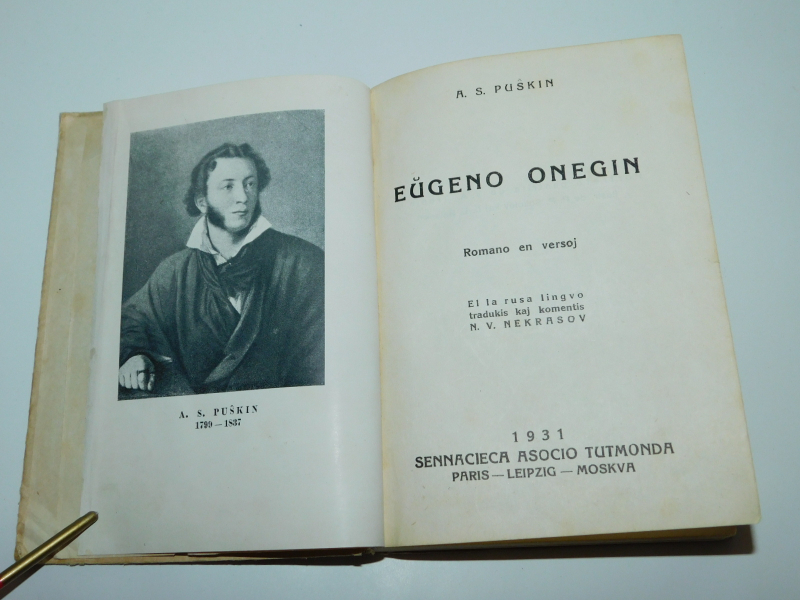 A. S. PUŜKIN
1799—1837
A. S. PUŜKIN
EŬGENO ONEGIN
Romano en versoj
El la rusa lingvo
tradukis kaj komentis
N. V. NEKRASOV
1931
SENNACIECA ASOCIO TUTMONDA
PARIS—LEIPZIG—MOSKVA